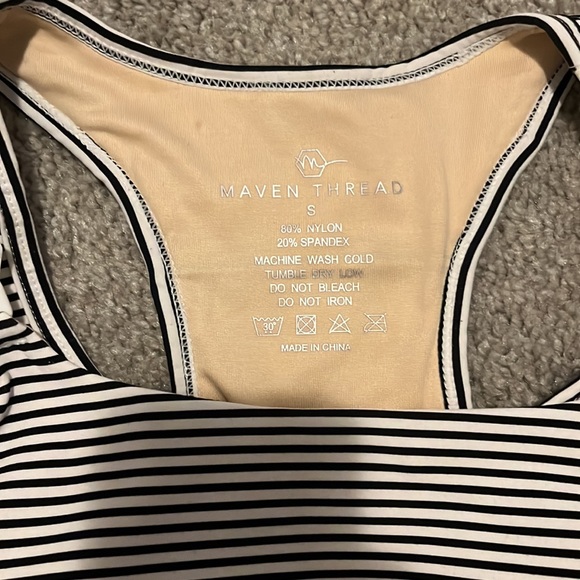 MAVEN THREAD
S
80% NYLON
20% SPANDEX
MACHINE WASH COLD
TUMBLE DRY LOW
DO NOT BLEACH
DO NOT IRON
30°
MADE IN CHINA